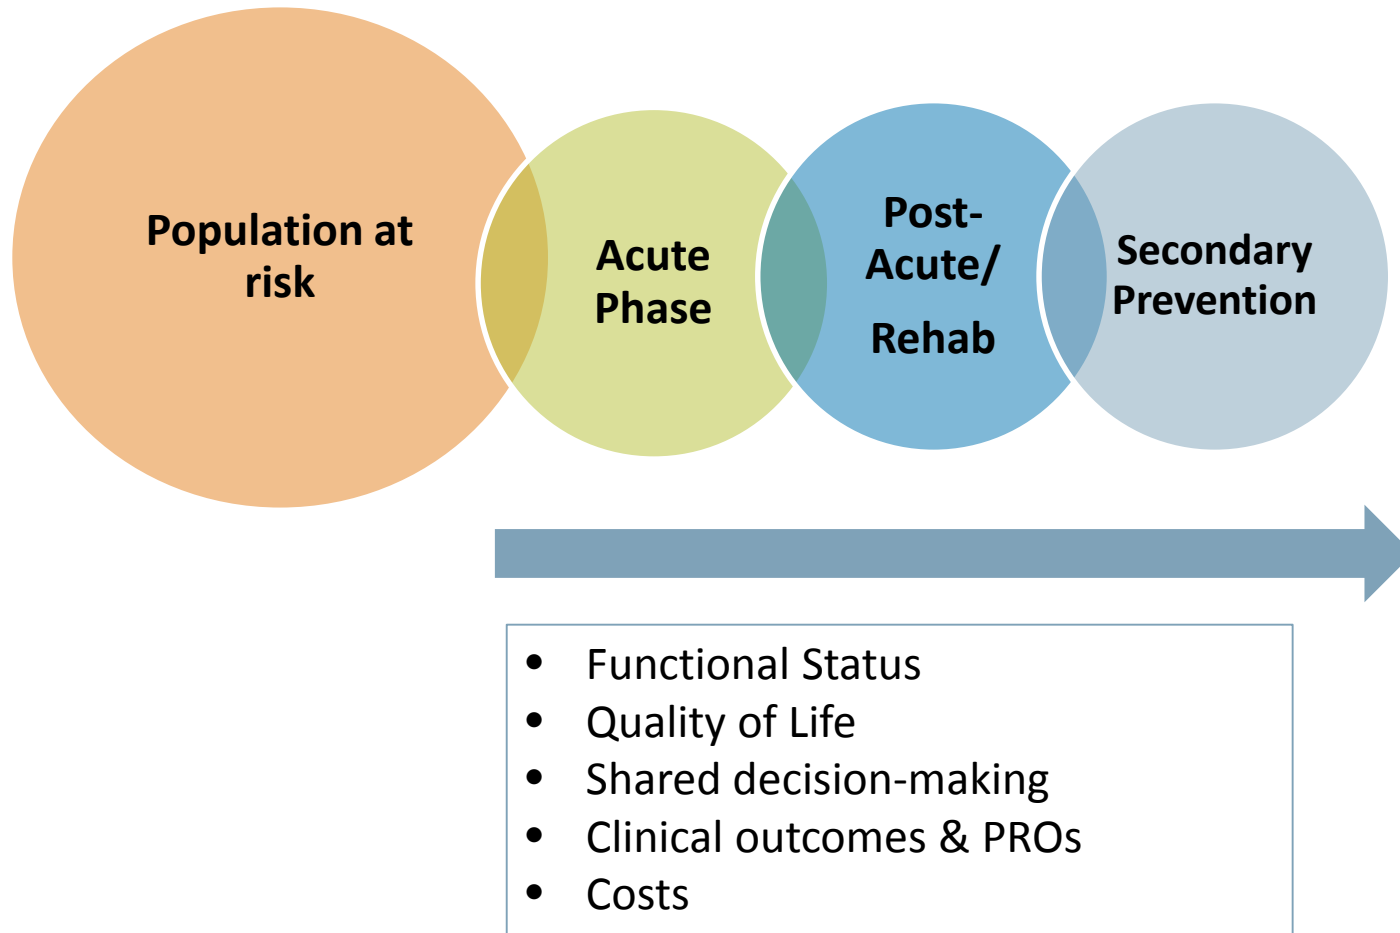 Population at
risk
Acute
Phase
Post-
Acute/
Rehab
Secondary
Prevention
• Functional Status
• Quality of Life
• Shared decision-making
• Clinical outcomes & PROs
• Costs